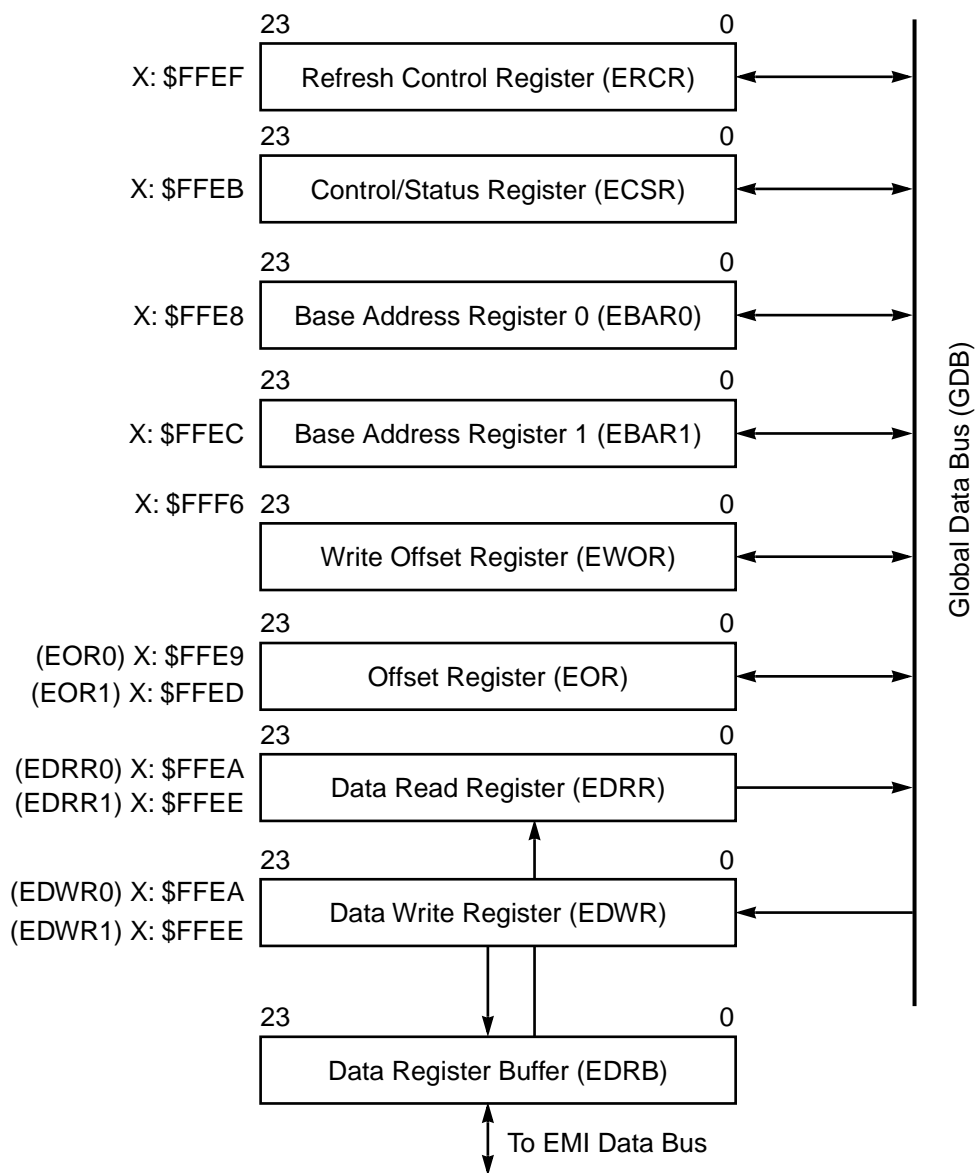 23 0
X: $FFEF Refresh Control Register (ERCR)
23 0
X: $FFEB Control/Status Register (ECSR)
23 0
X: $FFE8 Base Address Register 0 (EBAR0)
23 0
X: $FFEC Base Address Register 1 (EBAR1)
X: $FFF6 23 0
Write Offset Register (EWOR)
23 0
(EOR0) X: $FFE9
Offset Register (EOR)
(EOR1) X: $FFED
23 0
(EDRR0) X: $FFEA
Data Read Register (EDRR)
(EDRR1) X: $FFEE
23 0
(EDWR0) X: $FFEA
Data Write Register (EDWR)
(EDWR1) X: $FFEE
23 0
Data Register Buffer (EDRB)
To EMI Data Bus
Global Data Bus (GDB)